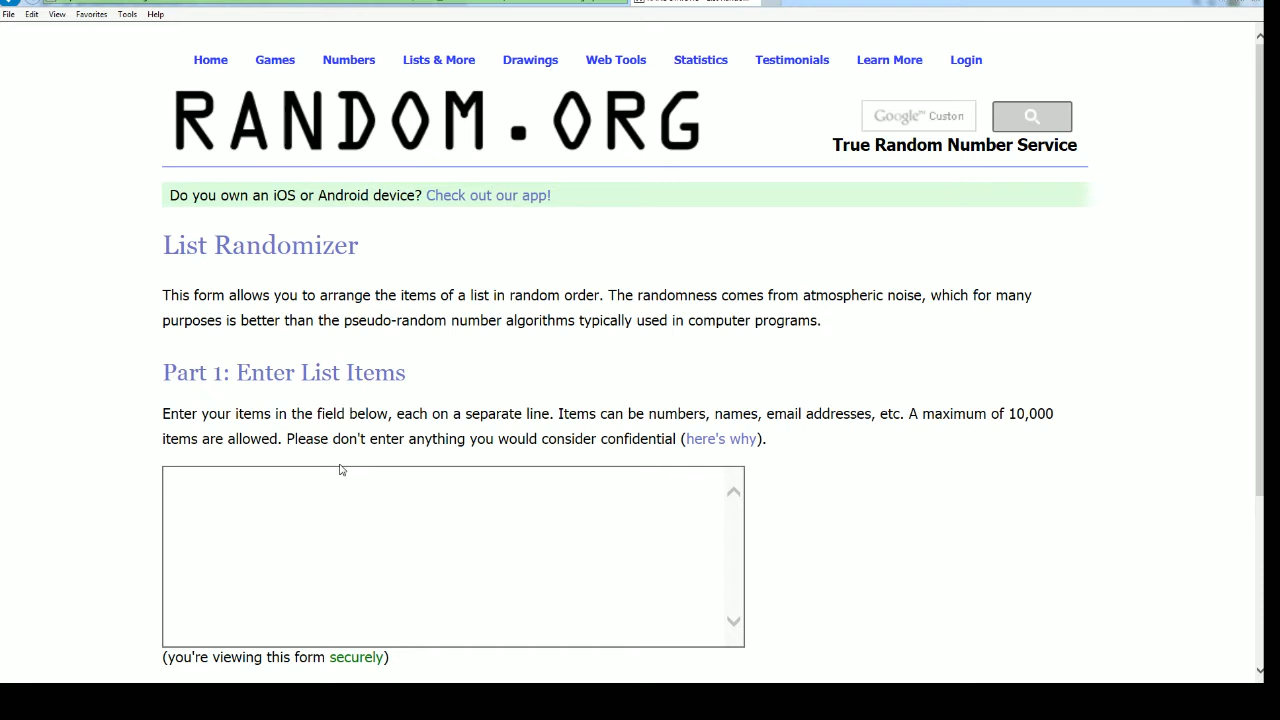 File Edit View Favorites Tools Help
Home Games Numbers Lists & More Drawings Web Tools Statistics Testimonials Learn More Login
RANDOM.ORG
Google™ Custon
True Random Number Service
Do you own an iOS or Android device? Check out our app!
List Randomizer
This form allows you to arrange the items of a list in random order. The randomness comes from atmospheric noise, which for many
purposes is better than the pseudo-random number algorithms typically used in computer programs.
Part 1: Enter List Items
Enter your items in the field below, each on a separate line. Items can be numbers, names, email addresses, etc. A maximum of 10,000
items are allowed. Please don't enter anything you would consider confidential (here's why).
(you're viewing this form securely)